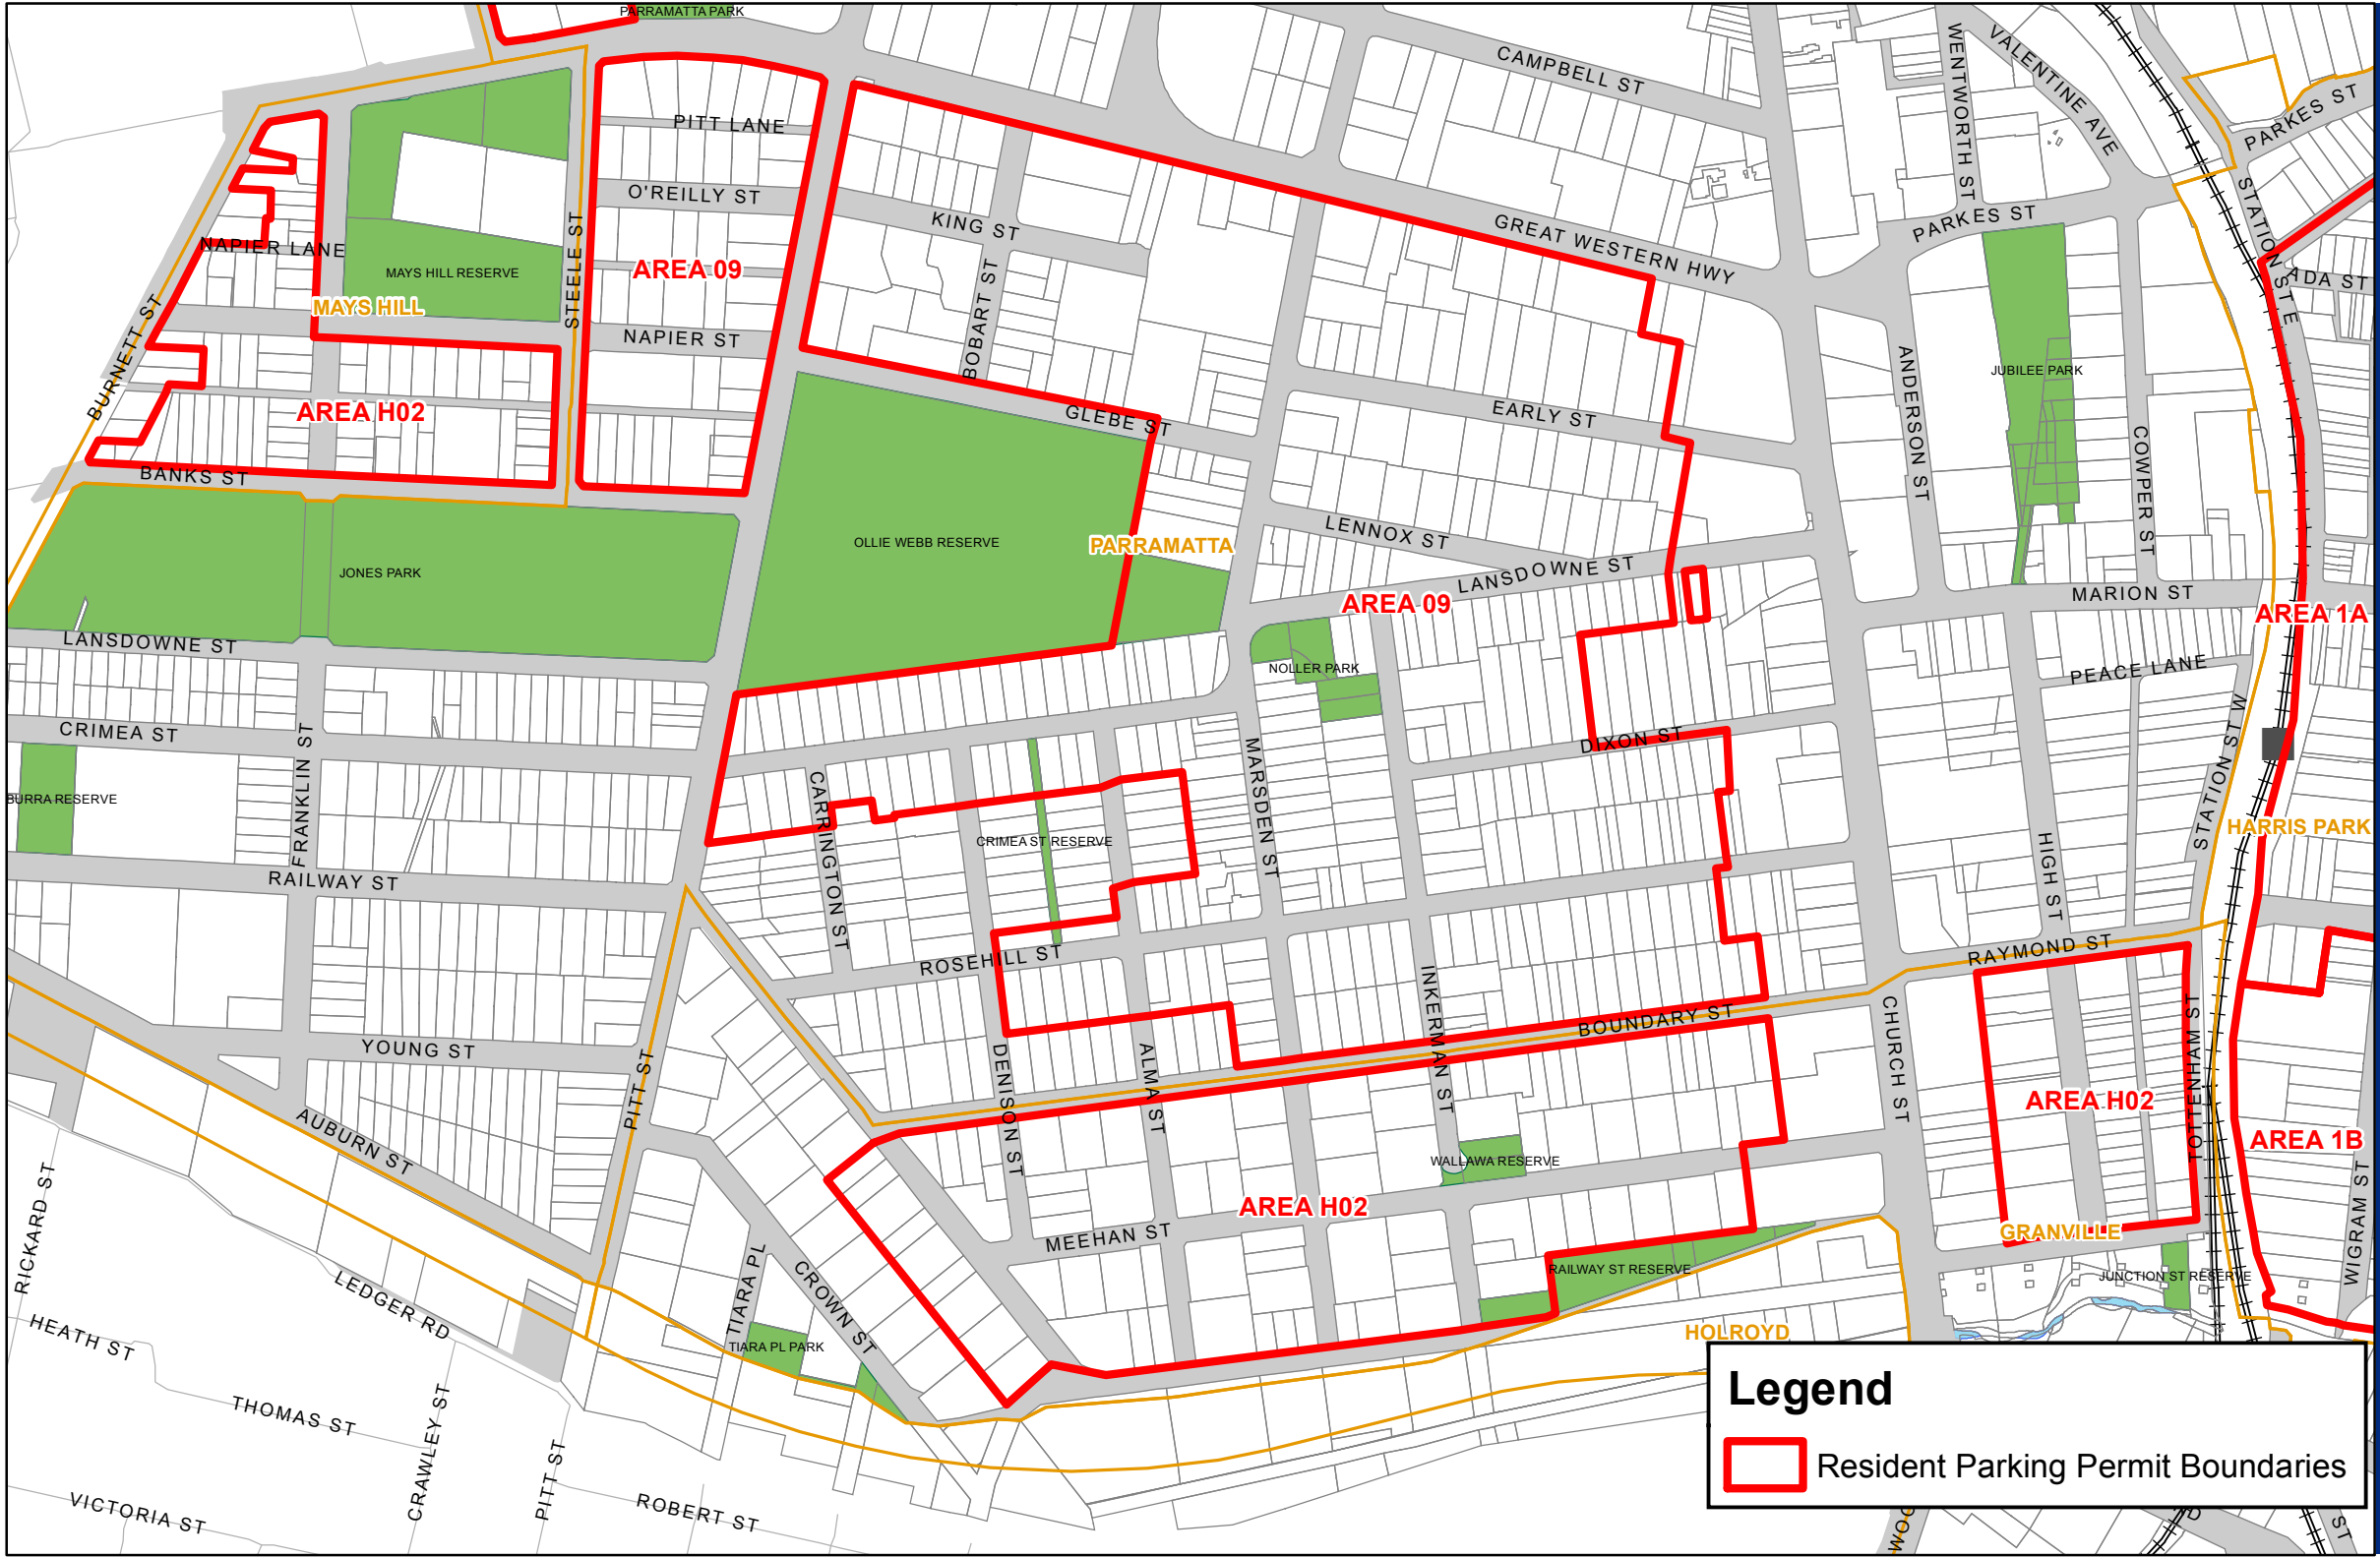 PARRAMATTA PARK
CAMPBELL ST
WENTWORTH ST
VALENTINE AVE
PARKES ST
PITT LANE
O'REILLY ST
KING ST
GREAT WESTERN HWY
PARKES ST
STATION ST E
ADA ST
NAPIER LANE
MAYS HILL RESERVE
AREA 09
STEELE ST
MAYS HILL
BOBART ST
NAPIER ST
BURNETT ST
AREA H02
GLEBE ST
EARLY ST
ANDERSON ST
JUBILEE PARK
COWPER ST
BANKS ST
LENNOX ST
OLLIE WEBB RESERVE
PARRAMATTA
JONES PARK
LANSDOWNE ST
AREA 09
MARION ST
AREA 1A
LANSDOWNE ST
NOLLER PARK
PEACE LANE
CRIMEA ST
FRANKLIN ST
DIXON ST
MARSDEN ST
STATION ST W
BURRA RESERVE
CARRINGTON ST
CRIMEA ST RESERVE
HARRIS PARK
HIGH ST
RAILWAY ST
ROSEHILL ST
RAYMOND ST
INKERMAN ST
BOUNDARY ST
CHURCH ST
TOTTENHAM ST
YOUNG ST
PITT ST
DENISON ST
ALMA ST
AREA H02
AUBURN ST
AREA 1B
WALLAWA RESERVE
WIGRAM ST
RICKARD ST
AREA H02
MEEHAN ST
GRANVILLE
RAILWAY ST RESERVE
JUNCTION ST RESERVE
LEDGER RD
TIARA PL
CROWN ST
HEATH ST
TIARA PL PARK
HOLROYD
THOMAS ST
CRAWLEY ST
PITT ST
VICTORIA ST
ROBERT ST
Legend
Resident Parking Permit Boundaries
WOO
D
ST